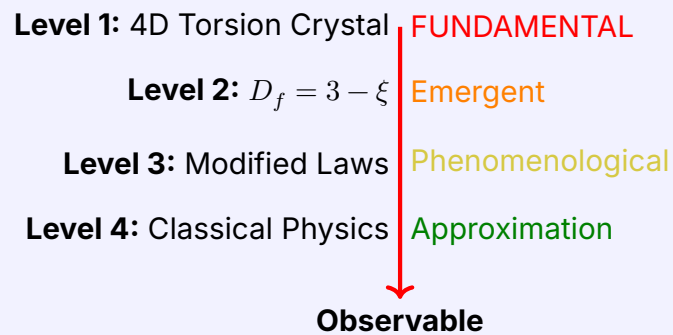 Level 1: 4D Torsion Crystal FUNDAMENTAL
Level 2: D_f = 3 − ξ Emergent
Level 3: Modified Laws Phenomenological
Level 4: Classical Physics Approximation
Observable